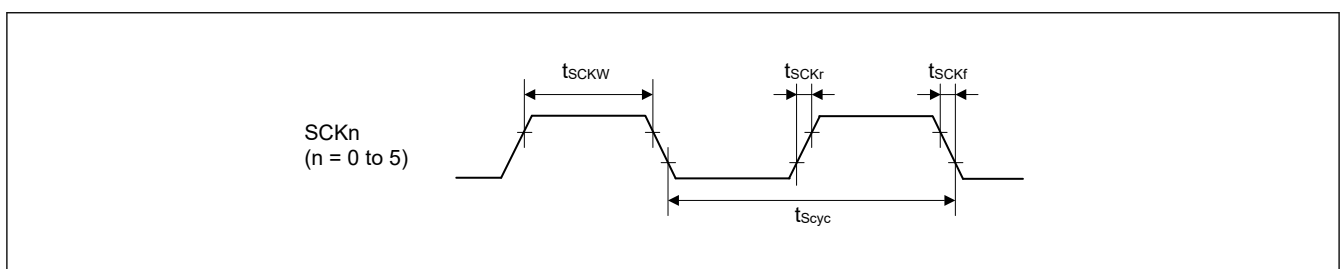 tSCKW
tSCKr
tSCKf
SCKn
(n = 0 to 5)
tScyc